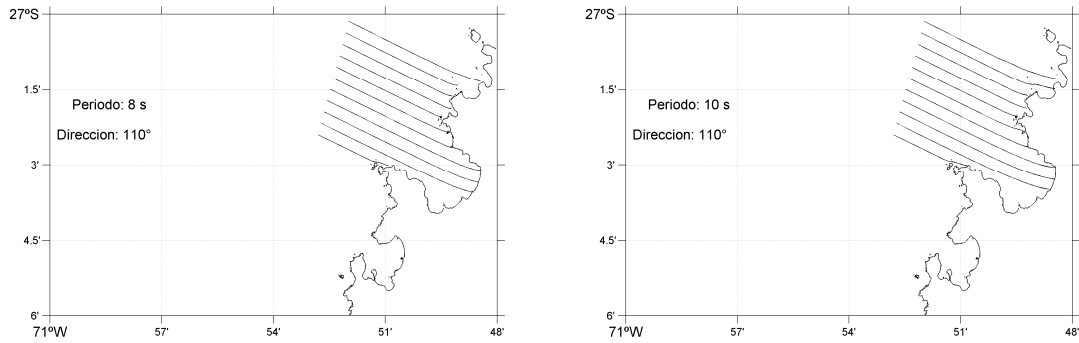 27ºS
1.5'
Periodo: 8 s
Direccion: 110°
3'
4.5'
6'
71ºW
57'
54'
51'
48'
27ºS
1.5'
Periodo: 10 s
Direccion: 110°
3'
4.5'
6'
71ºW
57'
54'
51'
48'